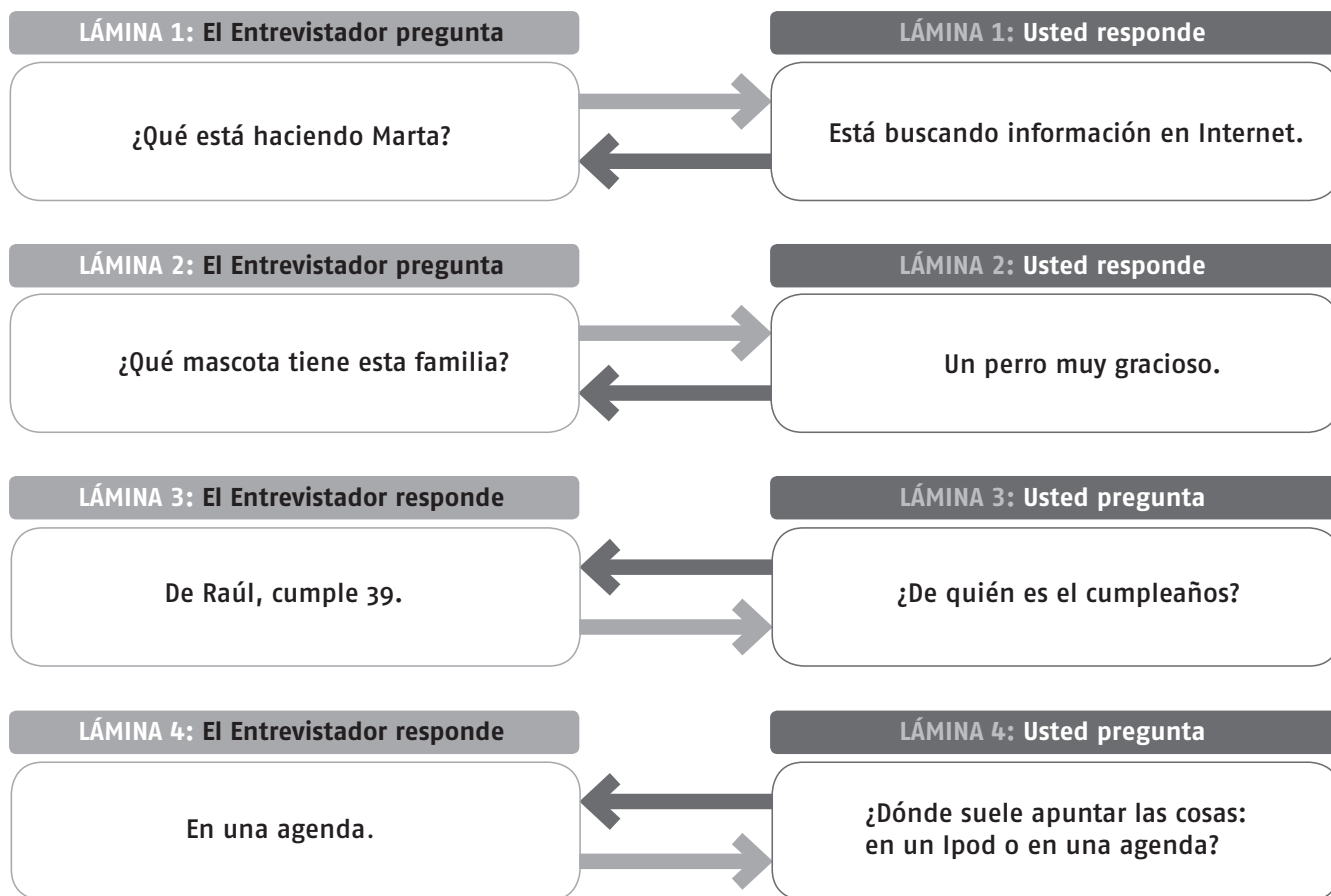 LÁMINA 1: El Entrevistador pregunta
LÁMINA 1: Usted responde
¿Qué está haciendo Marta?
Está buscando información en Internet.
LÁMINA 2: El Entrevistador pregunta
LÁMINA 2: Usted responde
¿Qué mascota tiene esta familia?
Un perro muy gracioso.
LÁMINA 3: El Entrevistador responde
LÁMINA 3: Usted pregunta
De Raúl, cumple 39.
¿De quién es el cumpleaños?
LÁMINA 4: El Entrevistador responde
LÁMINA 4: Usted pregunta
En una agenda.
¿Dónde suele apuntar las cosas:
en un Ipod o en una agenda?